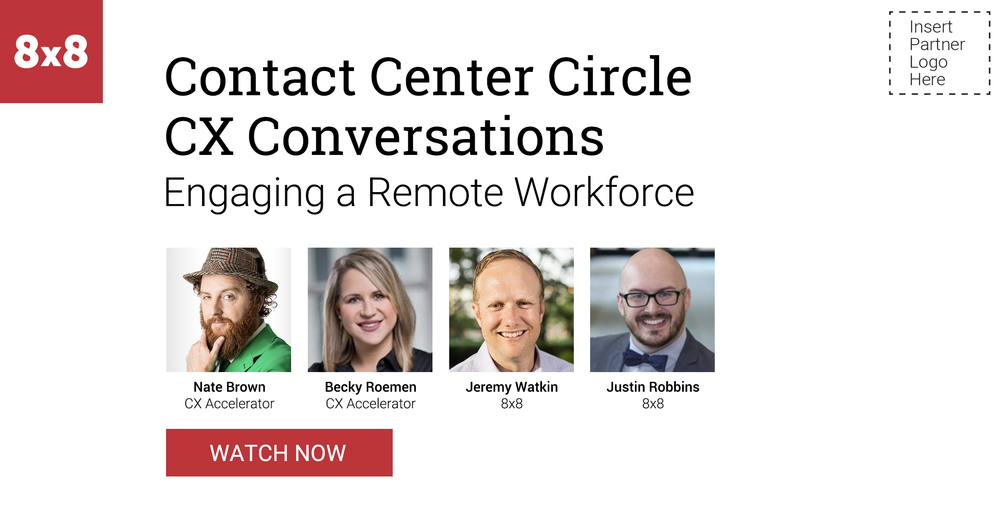 8x8
Insert
Partner
Logo
Here
Contact Center Circle
CX Conversations
Engaging a Remote Workforce
Nate Brown
CX Accelerator
Becky Roemen
CX Accelerator
Jeremy Watkin
8x8
Justin Robbins
8x8
WATCH NOW